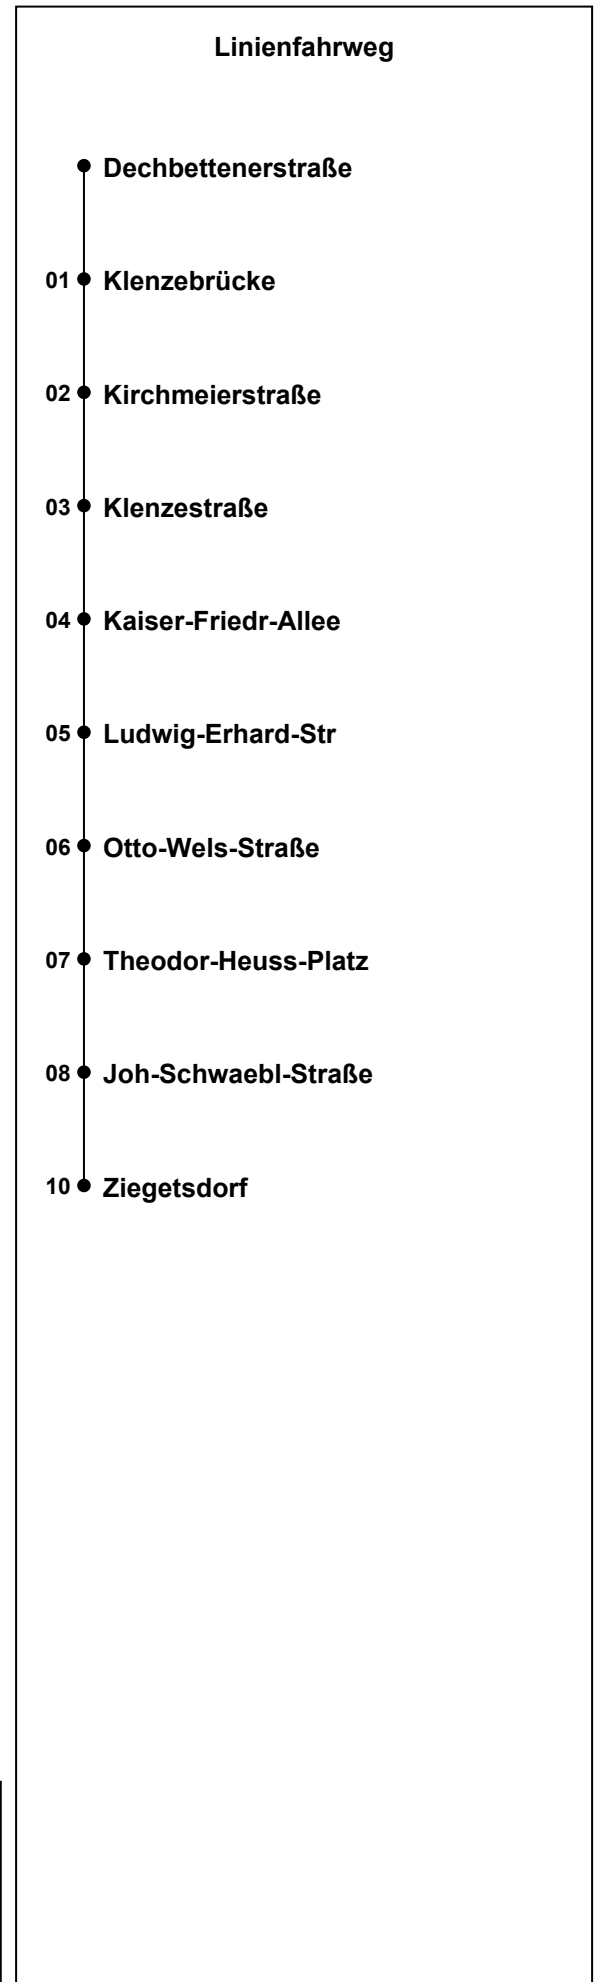 Linienfahrweg
Dechbettenerstraße
01 Klenzebrücke
02 Kirchmeierstraße
03 Klenzestraße
04 Kaiser-Friedr-Allee
05 Ludwig-Erhard-Str
06 Otto-Wels-Straße
07 Theodor-Heuss-Platz
08 Joh-Schwaebl-Straße
10 Ziegetsdorf